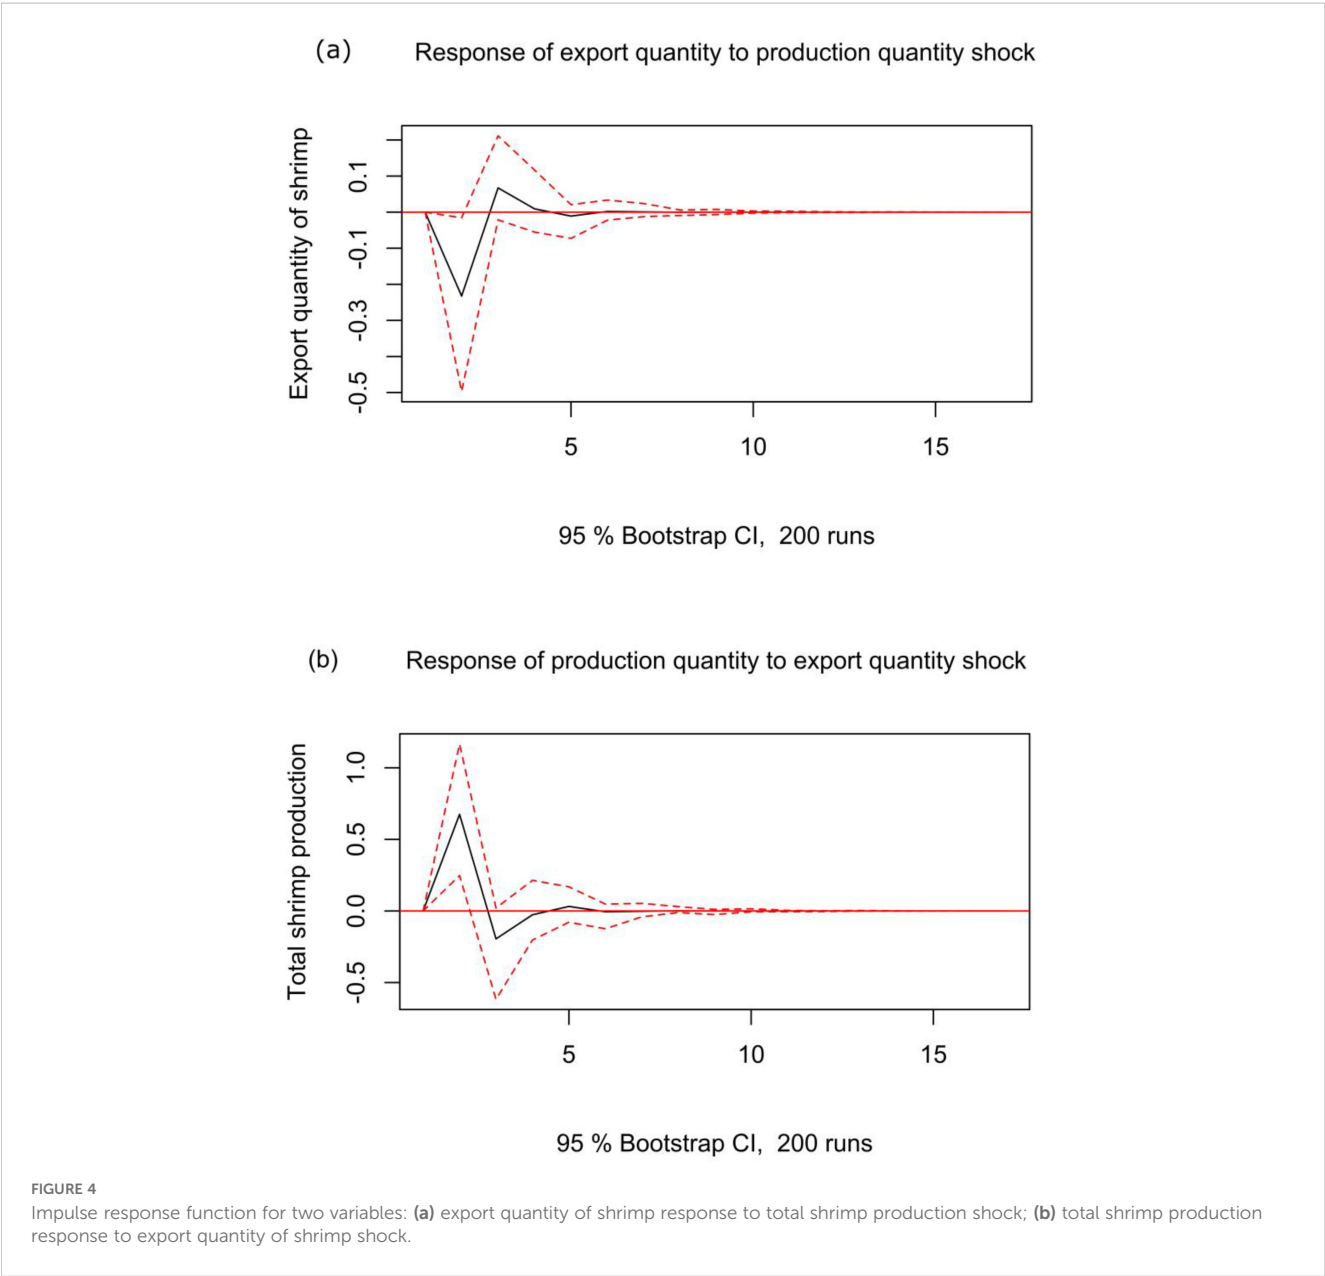 (a) Response of export quantity to production quantity shock
Export quantity of shrimp
0.1
-0.1
-0.3
-0.5
5 10 15
95 % Bootstrap CI, 200 runs
(b) Response of production quantity to export quantity shock
Total shrimp production
1.0
0.5
0.0
-0.5
5 10 15
95 % Bootstrap CI, 200 runs
FIGURE 4
Impulse response function for two variables: (a) export quantity of shrimp response to total shrimp production shock; (b) total shrimp production
response to export quantity of shrimp shock.